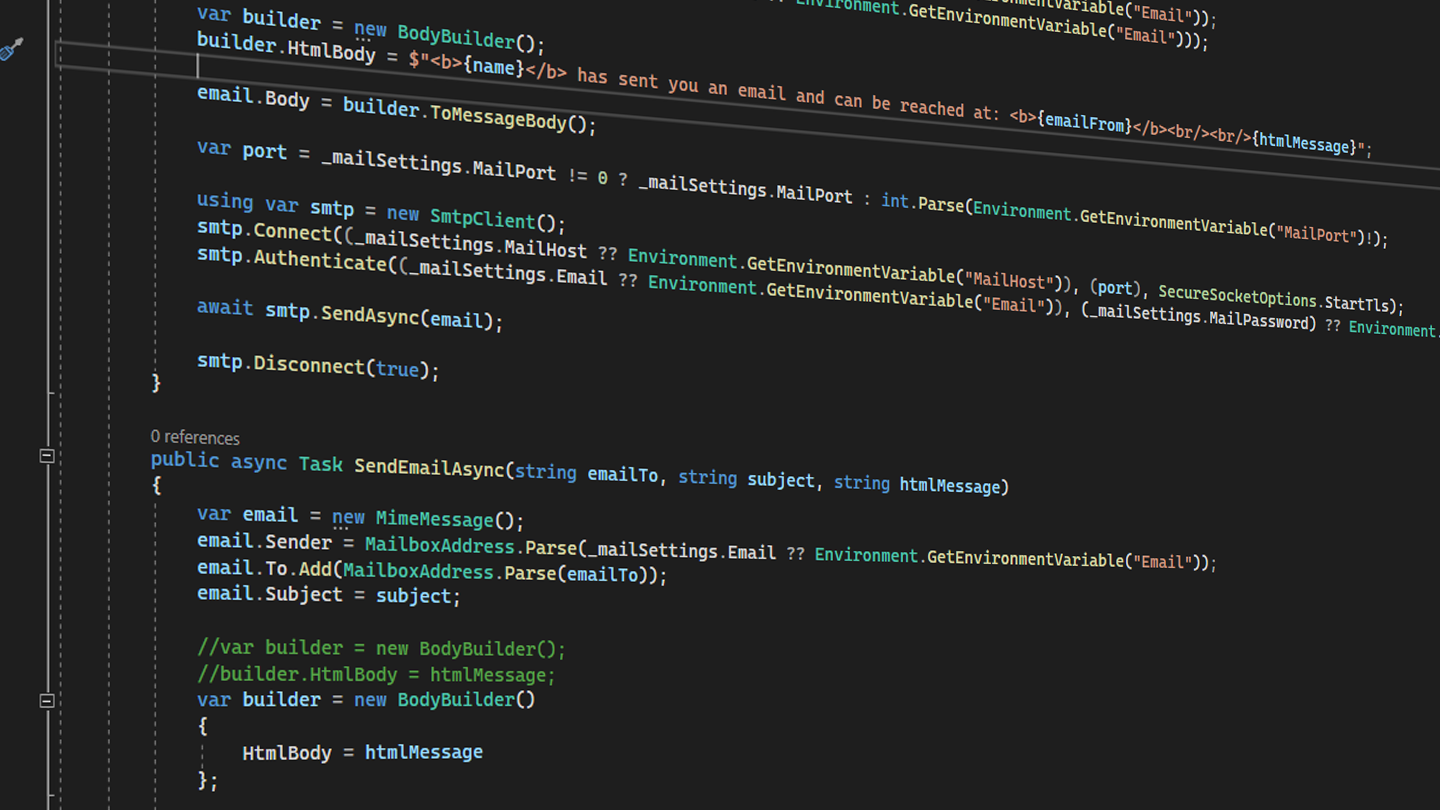 Environment.GetEnvironmentVariable("Email"));
Environment.GetEnvironmentVariable("Email")));
var builder = new BodyBuilder();
builder.HtmlBody = $"<b>{name}</b> has sent you an email and can be reached at: <b>{emailFrom}</b><br/><br/>{htmlMessage}";
email.Body = builder.ToMessageBody();
var port = _mailSettings.MailPort != 0 ? _mailSettings.MailPort : int.Parse(Environment.GetEnvironmentVariable("MailPort")!);
using var smtp = new SmtpClient();
smtp.Connect((_mailSettings.MailHost ?? Environment.GetEnvironmentVariable("MailHost")), (port), SecureSocketOptions.StartTls);
smtp.Authenticate((_mailSettings.Email ?? Environment.GetEnvironmentVariable("Email")), (_mailSettings.MailPassword) ?? Environment.
await smtp.SendAsync(email);
smtp.Disconnect(true);
}
0 references
public async Task SendEmailAsync(string emailTo, string subject, string htmlMessage)
{
var email = new MimeMessage();
email.Sender = MailboxAddress.Parse(_mailSettings.Email ?? Environment.GetEnvironmentVariable("Email"));
email.To.Add(MailboxAddress.Parse(emailTo));
email.Subject = subject;
//var builder = new BodyBuilder();
//builder.HtmlBody = htmlMessage;
var builder = new BodyBuilder()
{
HtmlBody = htmlMessage
};